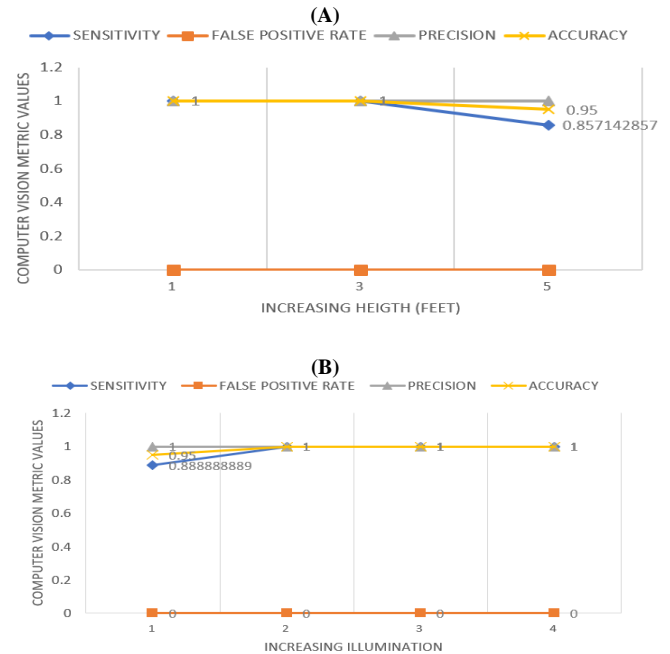 (A)
SENSITIVITY FALSE POSITIVE RATE PRECISION ACCURACY
COMPUTER VISION METRIC VALUES
1.2
1
0.8
0.6
0.4
0.2
0
1 1 0.95
0.857142857
1 3 5
INCREASING HEIGTH (FEET)
(B)
SENSITIVITY FALSE POSITIVE RATE PRECISION ACCURACY
COMPUTER VISION METRIC VALUES
1.2
1
0.8
0.6
0.4
0.2
0
1 1 1 1
0.95
0.888888889
0 0 0 0
1 2 3 4
INCREASING ILLUMINATION